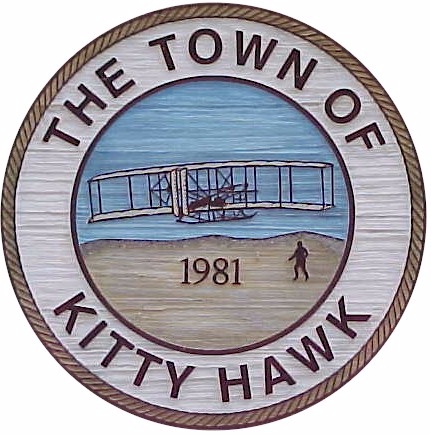 THE TOWN OF
1981
KITTY HAWK